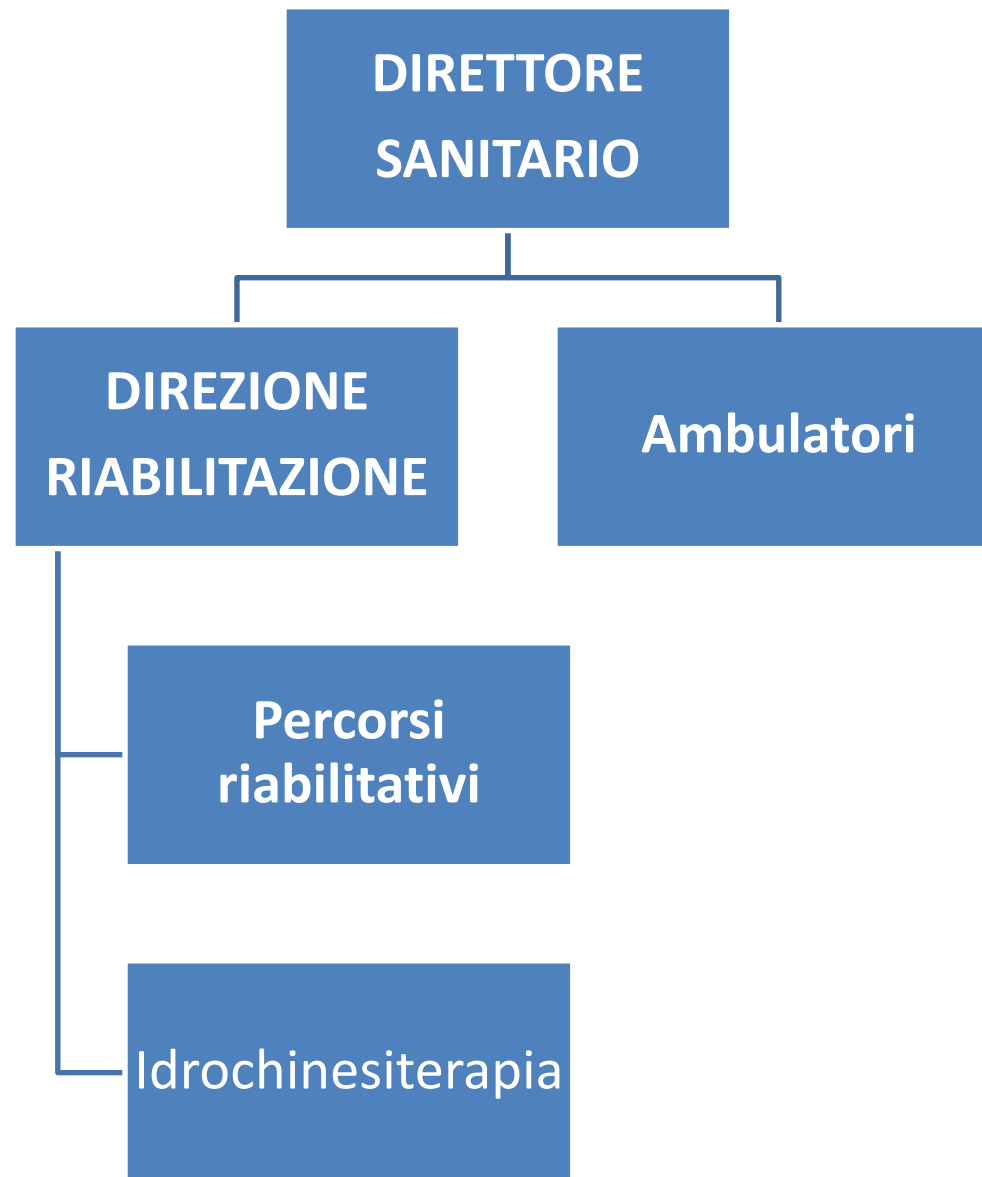 DIRETTORE
SANITARIO
DIREZIONE
RIABILITAZIONE
Ambulatori
Percorsi
riabilitativi
Idrochinesiterapia